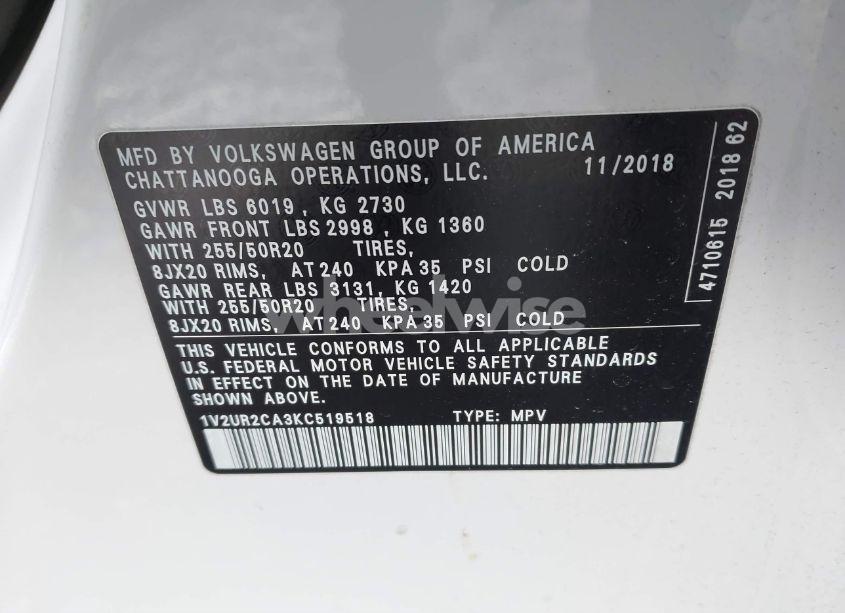 MFD BY VOLKSWAGEN GROUP OF AMERICA
CHATTANOOGA OPERATIONS, LLC. 11/2018
GVWR LBS 6019 , KG 2730
GAWR FRONT LBS 2998 , KG 1360
WITH 255/50R20 TIRES,
8JX20 RIMS, AT 240 KPA 35 PSI COLD
GAWR REAR LBS 3131, KG 1420
WITH 255/50R20 TIRES,
8JX20 RIMS, AT 240 KPA 35 PSI COLD
THIS VEHICLE CONFORMS TO ALL APPLICABLE
U.S. FEDERAL MOTOR VEHICLE SAFETY STANDARDS
IN EFFECT ON THE DATE OF MANUFACTURE
SHOWN ABOVE.
1V2UR2CA3KC519518 TYPE: MPV
4710615 2018 62
wheelwise